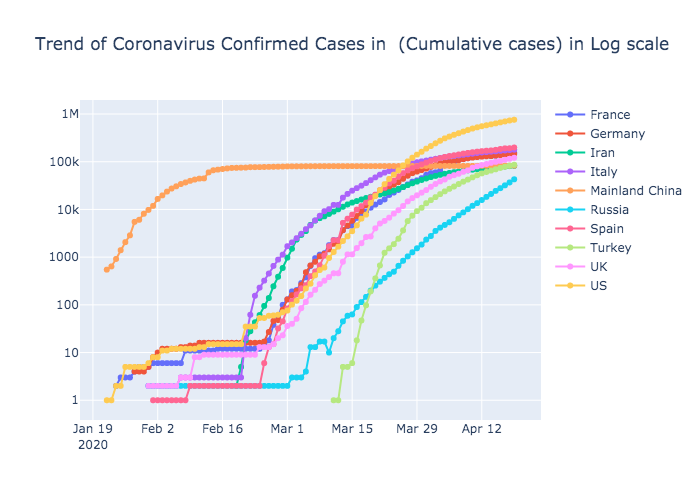 Trend of Coronavirus Confirmed Cases in  (Cumulative cases) in Log scale
1M
100k
10k
1000
100
10
1
Jan 19
2020
Feb 2
Feb 16
Mar 1
Mar 15
Mar 29
Apr 12
France
Germany
Iran
Italy
Mainland China
Russia
Spain
Turkey
UK
US